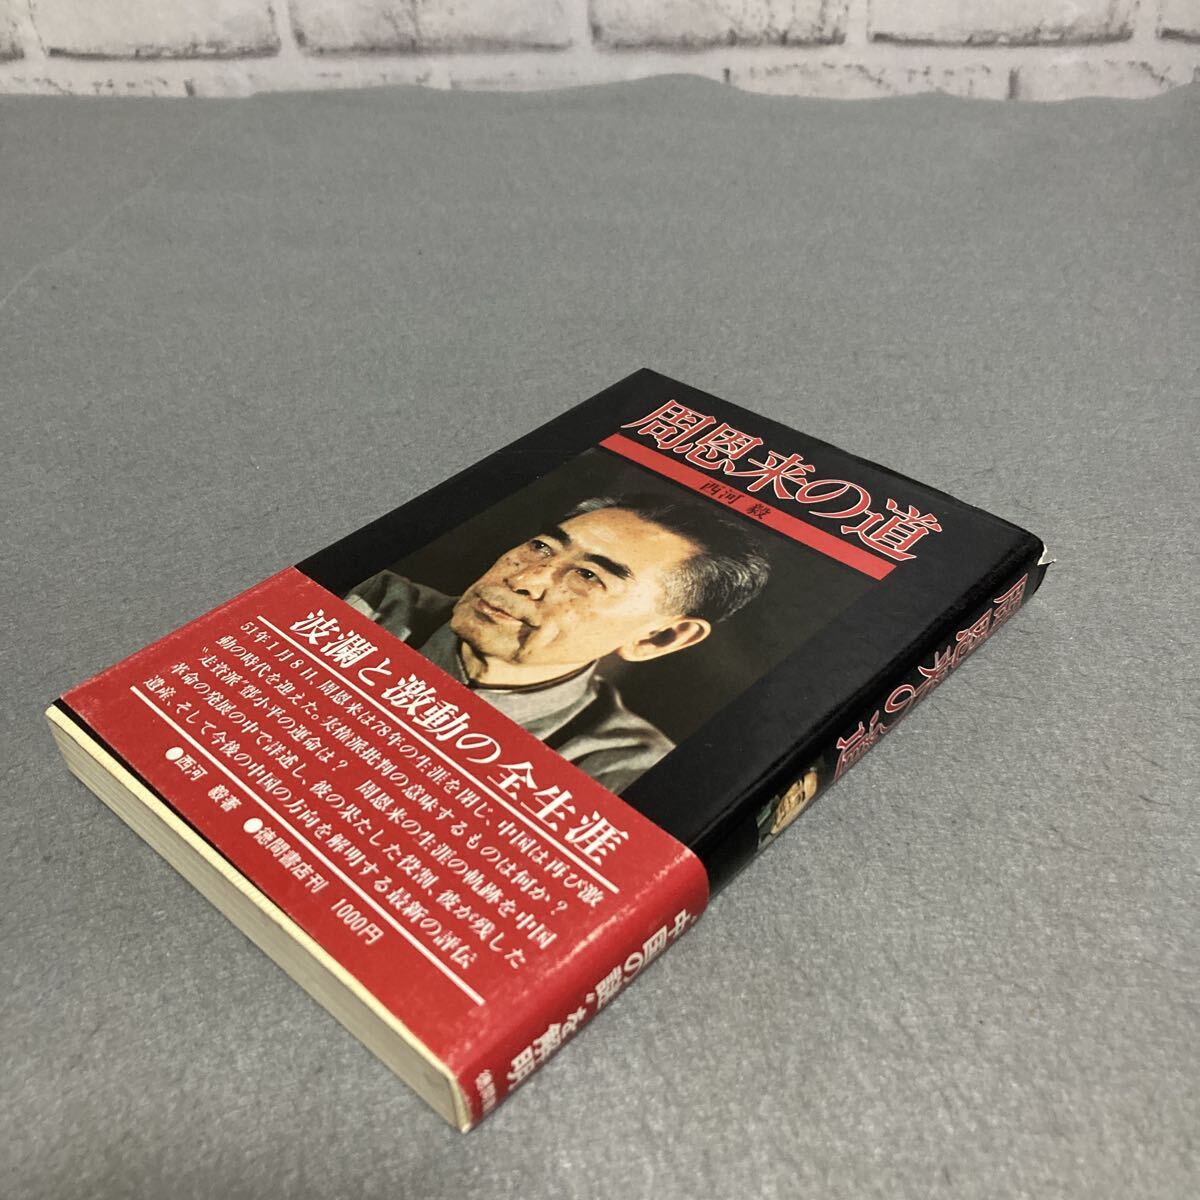 周恩来の道
西河 毅
波瀾と激動の全生涯
51年1月8日、周恩来は78年の生涯を閉じ、中国は再び激
動の時代を迎えた。実権派批判の意味するものは何か?
〝走資派〟鄧小平の運命は? 周恩来の生涯の軌跡を中国
革命の発展の中で詳述し、彼の果たした役割、彼が残した
遺産、そして今後の中国の方向を解明する最新の評伝
●西河 毅著 ●徳間書店刊 1000円
周恩来の道
〝中国の謎〟を解明